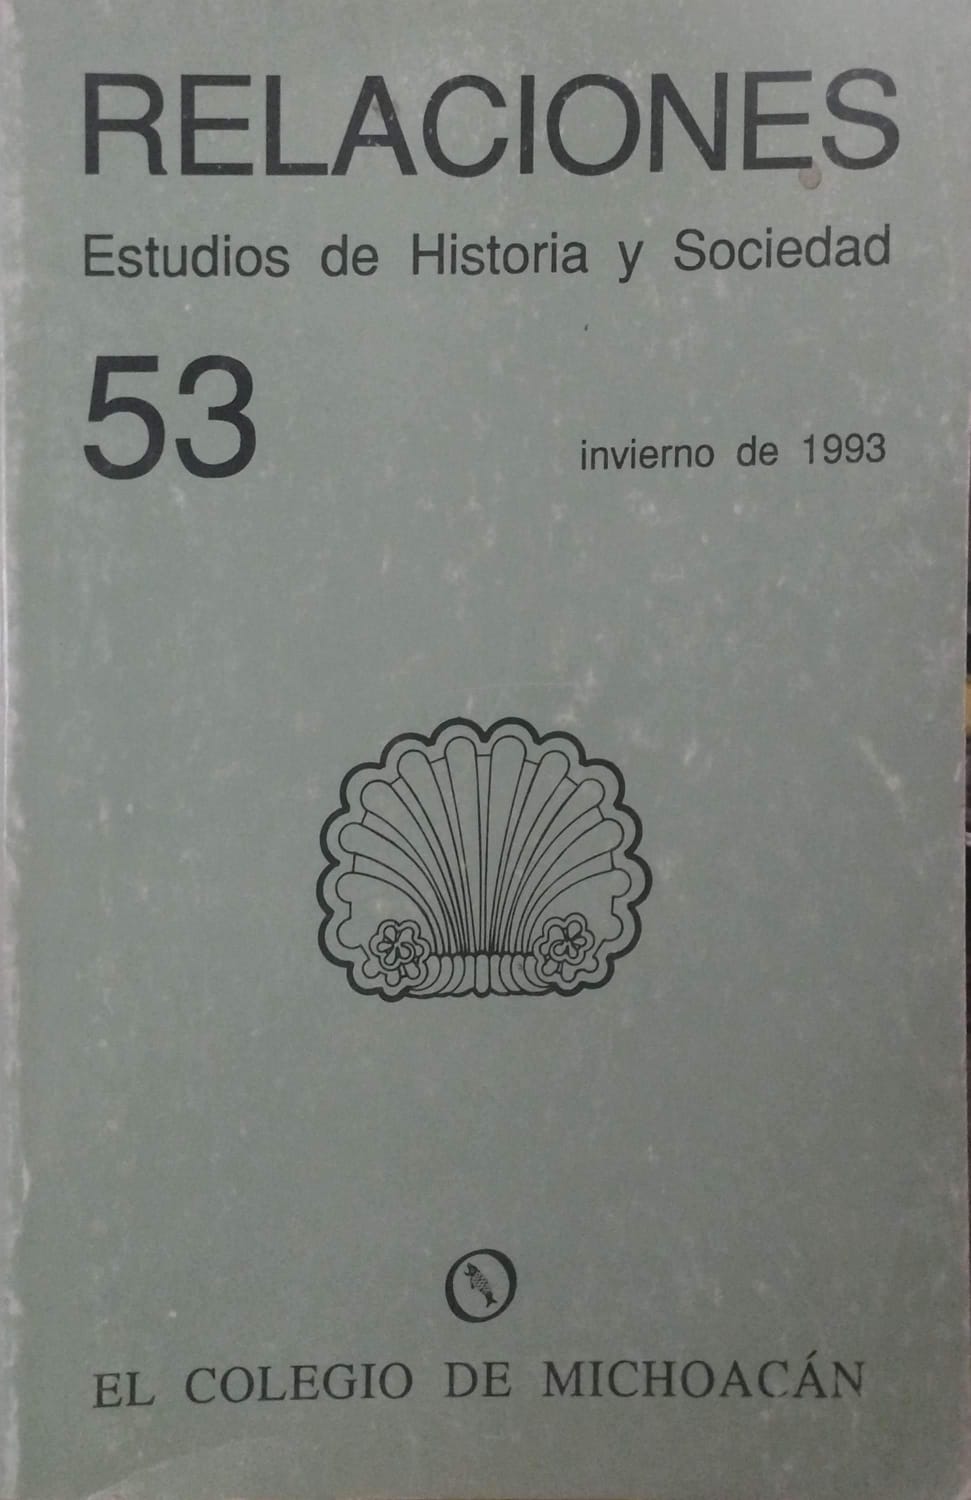 RELACIONES
Estudios de Historia y Sociedad
53
invierno de 1993
EL COLEGIO DE MICHOACÁN